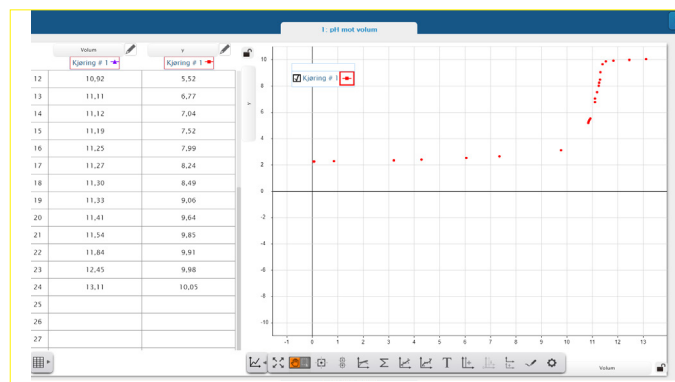 1: pH mot volum
Volum y
Kjøring # 1 Kjøring # 1
12 10,92 5,52
13 11,11 6,77
14 11,12 7,04
15 11,19 7,52
16 11,25 7,99
17 11,27 8,24
18 11,30 8,49
19 11,33 9,06
20 11,41 9,64
21 11,54 9,85
22 11,84 9,91
23 12,45 9,98
24 13,11 10,05
25
26
27
Kjøring # 1
y
10
8
6
4
2
0
-2
-4
-6
-8
-10
-1 0 1 2 3 4 5 6 7 8 9 10 11 12 13
Volum